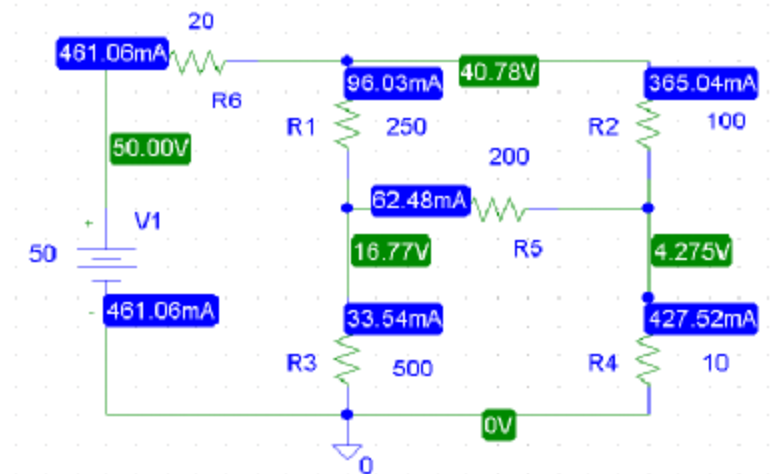 20
461.06mA
R6
40.78V
96.03mA
365.04mA
R1
250
R2
100
50.00V
200
62.48mA
+
V1
R5
50
16.77V
4.275V
-
461.06mA
33.54mA
427.52mA
R3
500
R4
10
0V
0